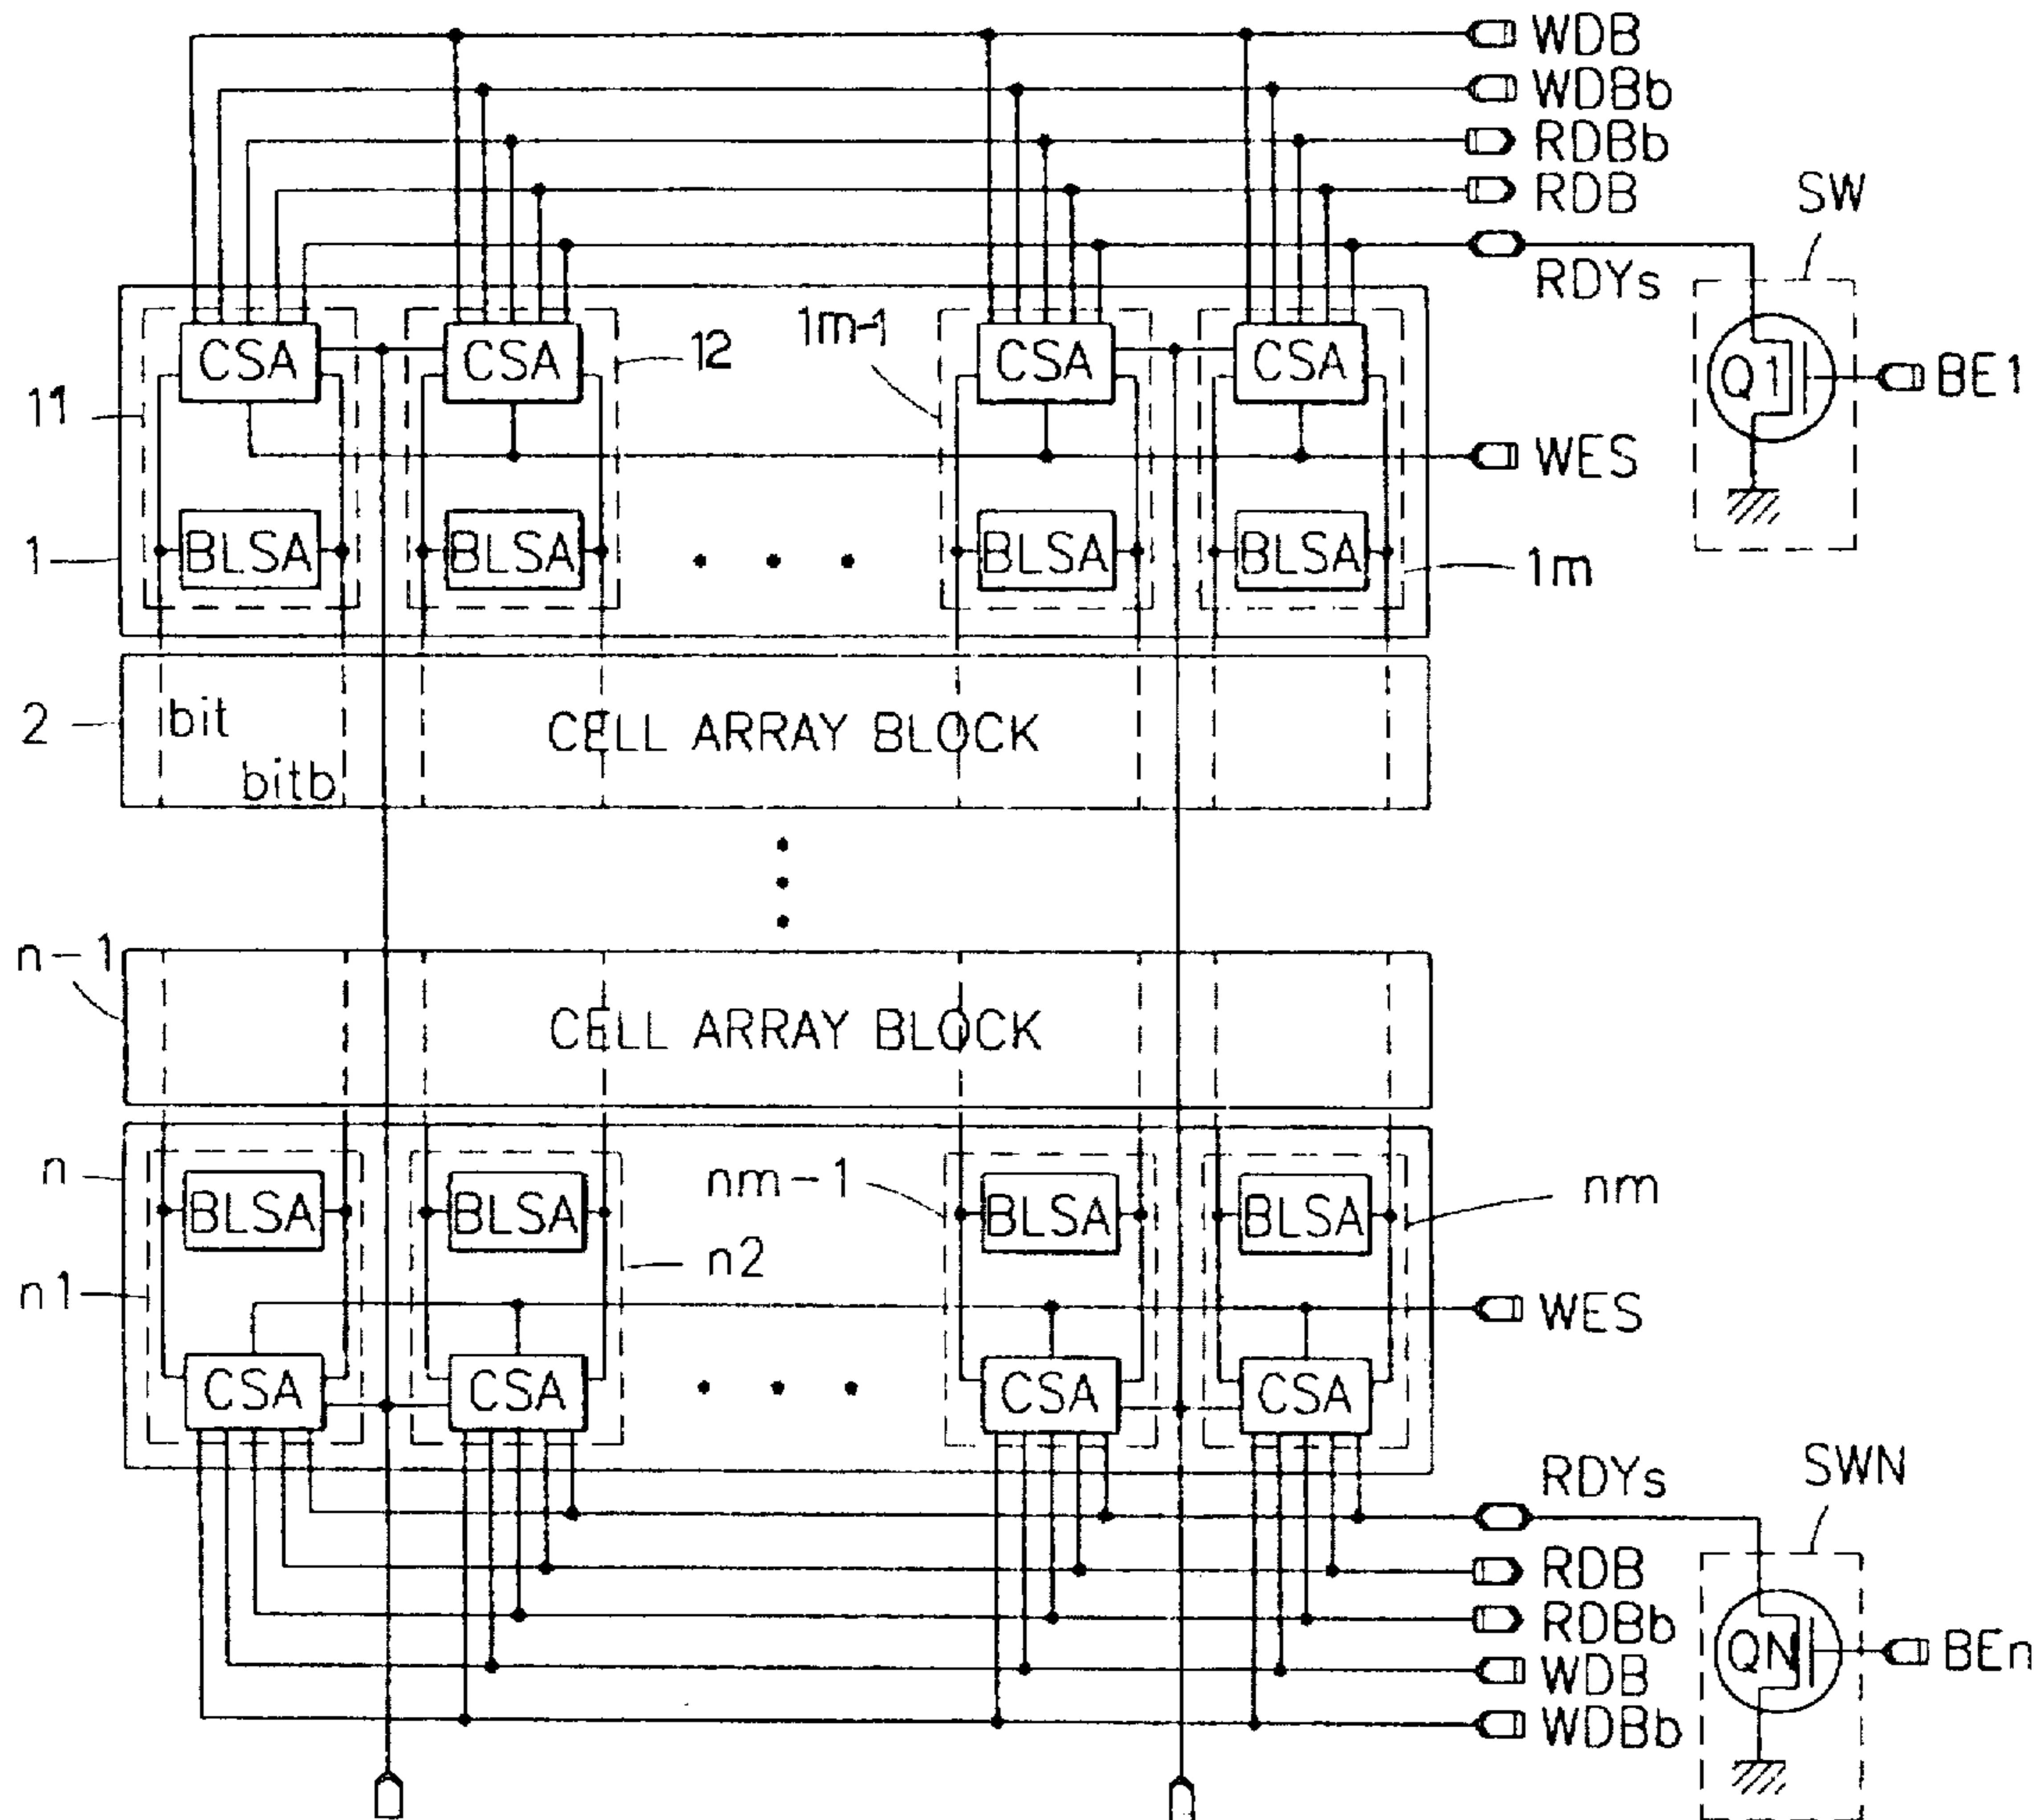 WDB
WDBb
RDBb
RDB
SW
RDYs
CSA
CSA
12
1m-1
CSA
CSA
Q1
BE1
11
WES
1
BLSA
BLSA
BLSA
BLSA
1m
2
bit
bitb
CELL ARRAY BLOCK
n-1
CELL ARRAY BLOCK
n
BLSA
BLSA
nm-1
BLSA
BLSA
nm
n1
n2
WES
CSA
CSA
CSA
CSA
RDYs
SWN
RDB
RDBb
QN
BEn
WDB
WDBb